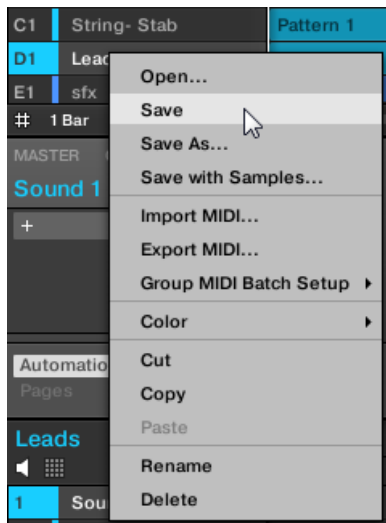 C1 String- Stab Pattern 1
D1 Lead
E1 sfx
# 1 Bar
MASTER
Sound 1
+
Automatio
Pages
Leads
1 Sou
Open...
Save
Save As...
Save with Samples...
Import MIDI...
Export MIDI...
Group MIDI Batch Setup
Color
Cut
Copy
Paste
Rename
Delete